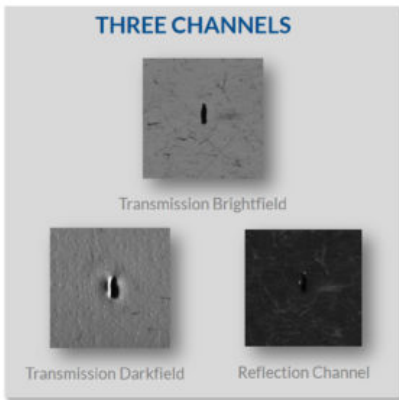 THREE CHANNELS
Transmission Brightfield
Transmission Darkfield
Reflection Channel